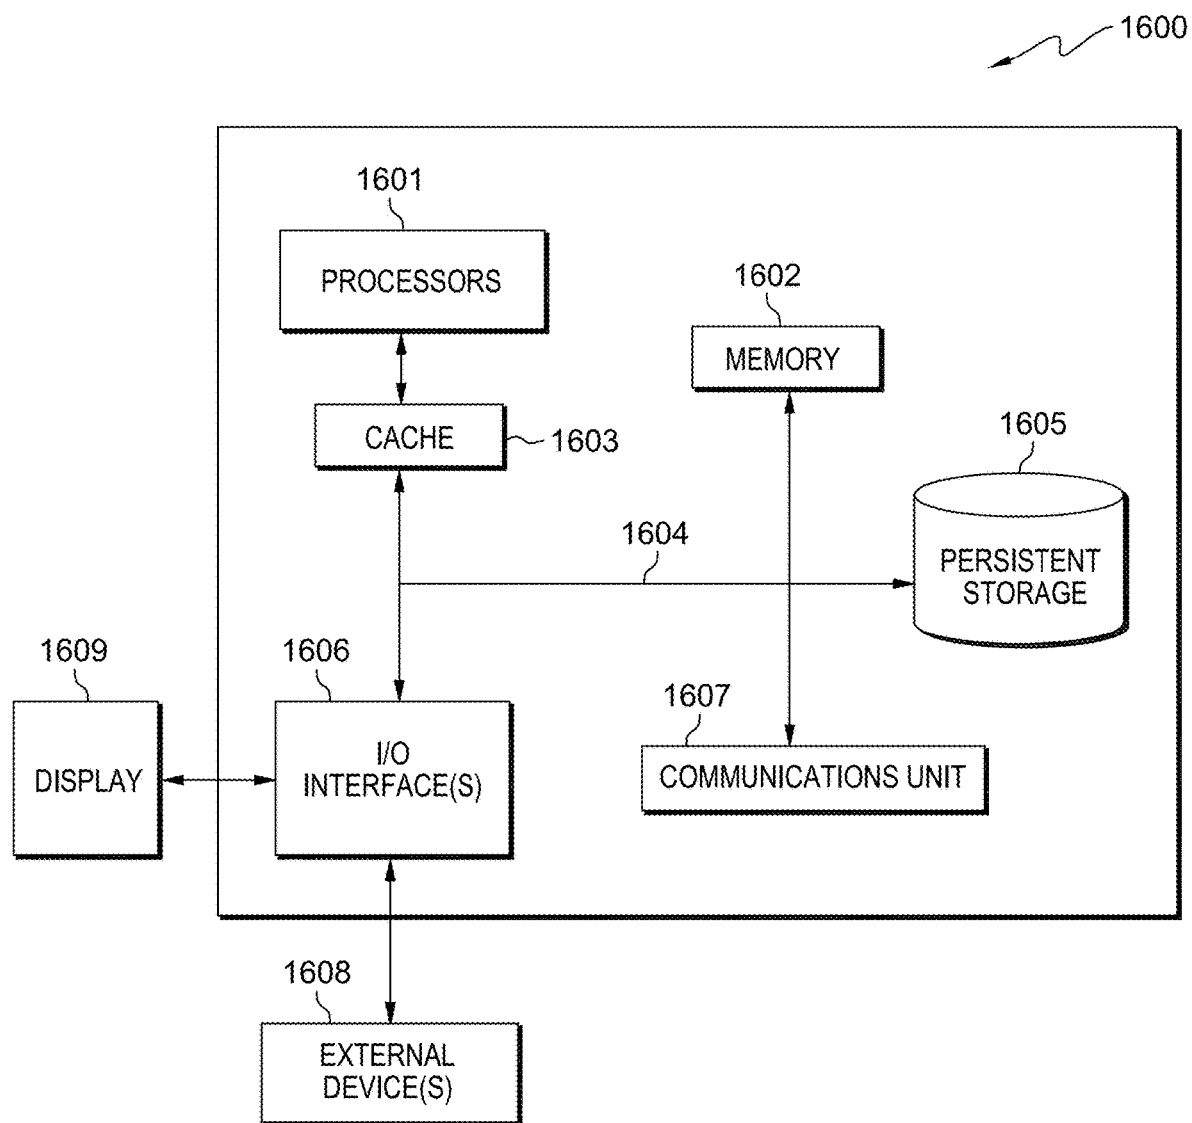 1600
1601
PROCESSORS
1602
MEMORY
CACHE
1603
1605
PERSISTENT
STORAGE
1604
1609
DISPLAY
1606
I/O
INTERFACE(S)
1607
COMMUNICATIONS UNIT
1608
EXTERNAL
DEVICE(S)